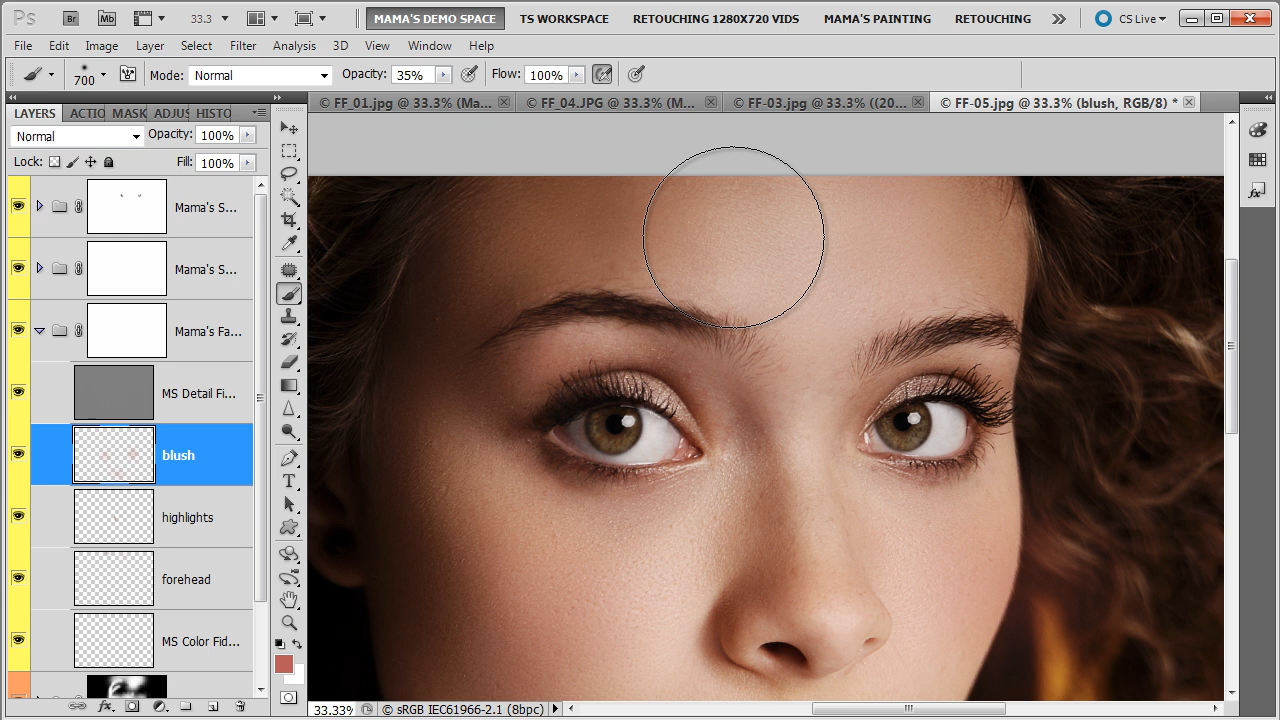 Ps Br Mb 33.3 MAMA'S DEMO SPACE TS WORKSPACE RETOUCHING 1280X720 VIDS MAMA'S PAINTING RETOUCHING CS Live
File Edit Image Layer Select Filter Analysis 3D View Window Help
700 Mode: Normal Opacity: 35% Flow: 100%
© FF_01.jpg @ 33.3% (Ma... © FF_04.JPG @ 33.3% (M... © FF-03.jpg @ 33.3% ((20... © FF-05.jpg @ 33.3% (blush, RGB/8) *
LAYERS ACTIO MASK ADJUS HISTO
Normal Opacity: 100%
Lock: Fill: 100%
Mama's S...
Mama's S...
Mama's Fa...
MS Detail Fi...
blush
highlights
forehead
MS Color Fid...
fx
T
33.33% © sRGB IEC61966-2.1 (8bpc)